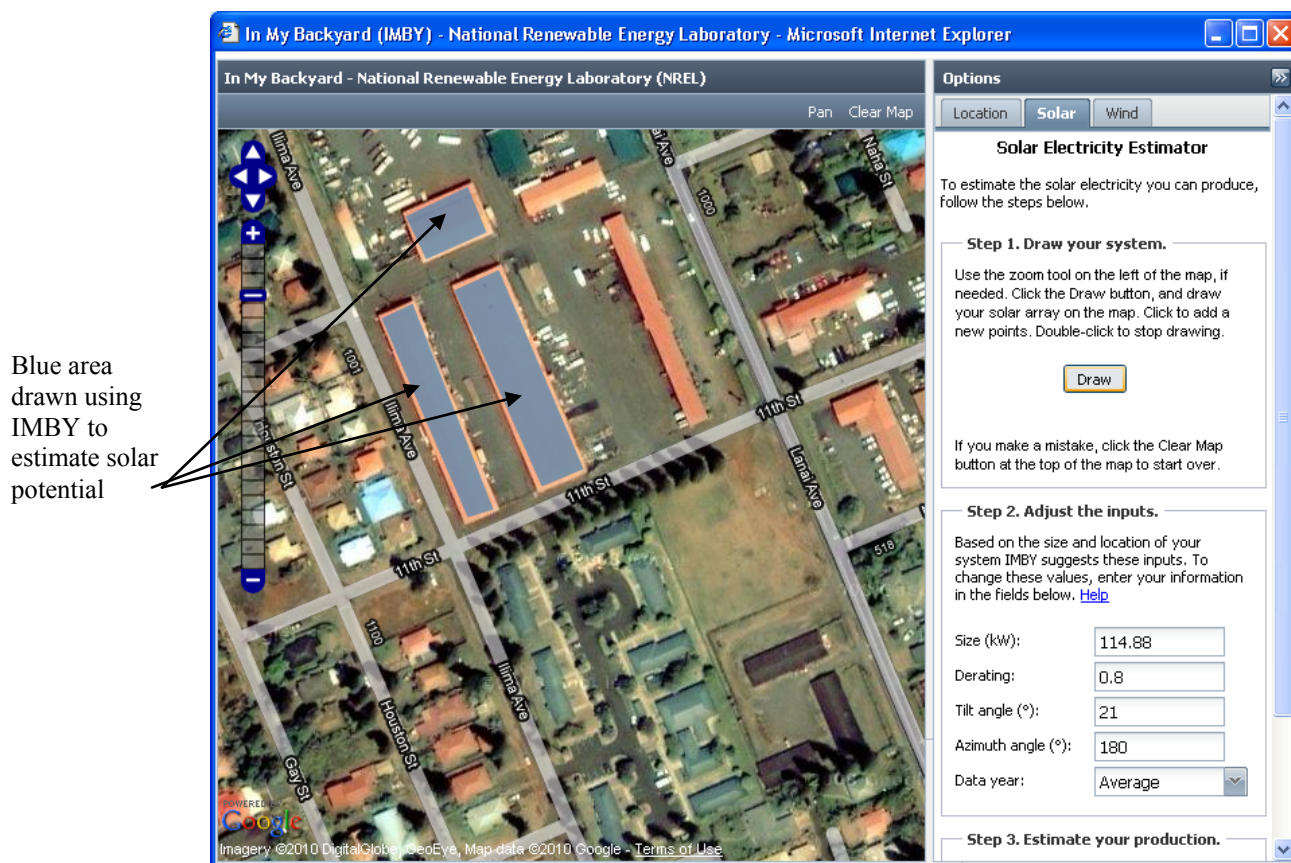 In My Backyard (IMBY) - National Renewable Energy Laboratory - Microsoft Internet Explorer
In My Backyard - National Renewable Energy Laboratory (NREL)
Pan Clear Map
Ilima Ave
Lanai Ave
Naha St
1000
1001
Houston St
Ilima Ave
11th St
11th St
11th St
Lanai Ave
518
1100
Ilima Ave
Houston St
Gay St
POWERED BY
Google
Imagery ©2010 DigitalGlobe, GeoEye, Map data ©2010 Google - Terms of Use
Blue area
drawn using
IMBY to
estimate solar
potential
Options
Location Solar Wind
Solar Electricity Estimator
To estimate the solar electricity you can produce,
follow the steps below.
Step 1. Draw your system.
Use the zoom tool on the left of the map, if
needed. Click the Draw button, and draw
your solar array on the map. Click to add a
new points. Double-click to stop drawing.
Draw
If you make a mistake, click the Clear Map
button at the top of the map to start over.
Step 2. Adjust the inputs.
Based on the size and location of your
system IMBY suggests these inputs. To
change these values, enter your information
in the fields below. Help
Size (kW): 114.88
Derating: 0.8
Tilt angle (°): 21
Azimuth angle (°): 180
Data year: Average
Step 3. Estimate your production.